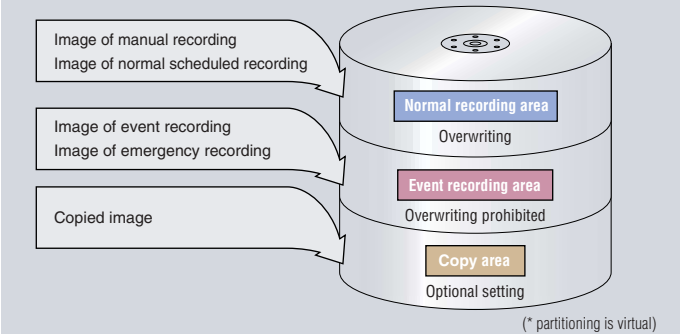 Image of manual recording
Image of normal scheduled recording
Normal recording area
Overwriting
Image of event recording
Image of emergency recording
Event recording area
Overwriting prohibited
Copied image
Copy area
Optional setting
(* partitioning is virtual)